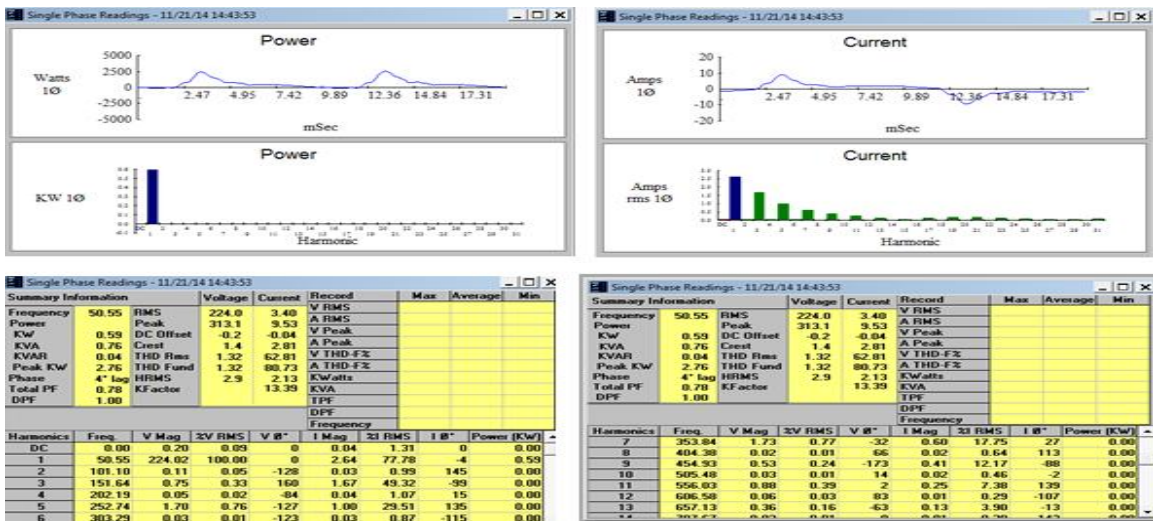 Single Phase Readings - 11/21/14 14:43:53
Power
5000
2500
0
-2500
-5000
Watts
1Ø
2.47 4.95 7.42 9.89 12.36 14.84 17.31
mSec
Power
KW 1Ø
Harmonic
Single Phase Readings - 11/21/14 14:43:53
Current
20
10
0
-10
-20
Amps
1Ø
2.47 4.95 7.42 9.89 12.36 14.84 17.31
mSec
Current
Amps
rms 1Ø
Harmonic
Single Phase Readings - 11/21/14 14:43:53
Summary Information Voltage Current Record Max Average Min
Frequency 50.55 RMS 224.0 3.40 V RMS
Power Peak 313.1 9.53 A RMS
KW 0.59 DC Offset -0.2 -0.04 V Peak
KVA 0.76 Crest 1.4 2.81 A Peak
KVAR 0.04 THD Rms 1.32 62.81 V THD-F%
Peak KW 2.76 THD Fund 1.32 80.73 A THD-F%
Phase 4° lag HRMS 2.9 2.13 KWatts
Total PF 0.78 KFactor 13.39 KVA
DPF 1.00 TPF
DPF
Frequency
Harmonics Freq. V Mag %V RMS V Ø° I Mag %I RMS I Ø° Power (KW)
DC 0.00 0.20 0.09 0 0.04 1.31 0 0.00
1 50.55 224.02 100.00 0 2.64 77.78 -4 0.59
2 101.10 0.11 0.05 -128 0.03 0.99 145 0.00
3 151.64 0.75 0.33 160 1.67 49.32 -99 0.00
4 202.19 0.05 0.02 -84 0.04 1.07 15 0.00
5 252.74 1.70 0.76 -127 1.00 29.51 135 0.00
6 303.29 0.03 0.01 -123 0.03 0.87 -115 0.00
Single Phase Readings - 11/21/14 14:43:53
Summary Information Voltage Current Record Max Average Min
Frequency 50.55 RMS 224.0 3.40 V RMS
Power Peak 313.1 9.53 A RMS
KW 0.59 DC Offset -0.2 -0.04 V Peak
KVA 0.76 Crest 1.4 2.81 A Peak
KVAR 0.04 THD Rms 1.32 62.81 V THD-F%
Peak KW 2.76 THD Fund 1.32 80.73 A THD-F%
Phase 4° lag HRMS 2.9 2.13 KWatts
Total PF 0.78 KFactor 13.39 KVA
DPF 1.00 TPF
DPF
Frequency
Harmonics Freq. V Mag %V RMS V Ø° I Mag %I RMS I Ø° Power (KW)
7 353.84 1.73 0.77 -32 0.60 17.75 27 0.00
8 404.38 0.02 0.01 66 0.02 0.64 113 0.00
9 454.93 0.53 0.24 -173 0.41 12.17 -88 0.00
10 505.48 0.03 0.01 14 0.02 0.46 -2 0.00
11 556.03 0.88 0.39 2 0.25 7.38 139 0.00
12 606.58 0.06 0.03 83 0.01 0.29 -107 0.00
13 657.13 0.36 0.16 -63 0.13 3.90 -13 0.00